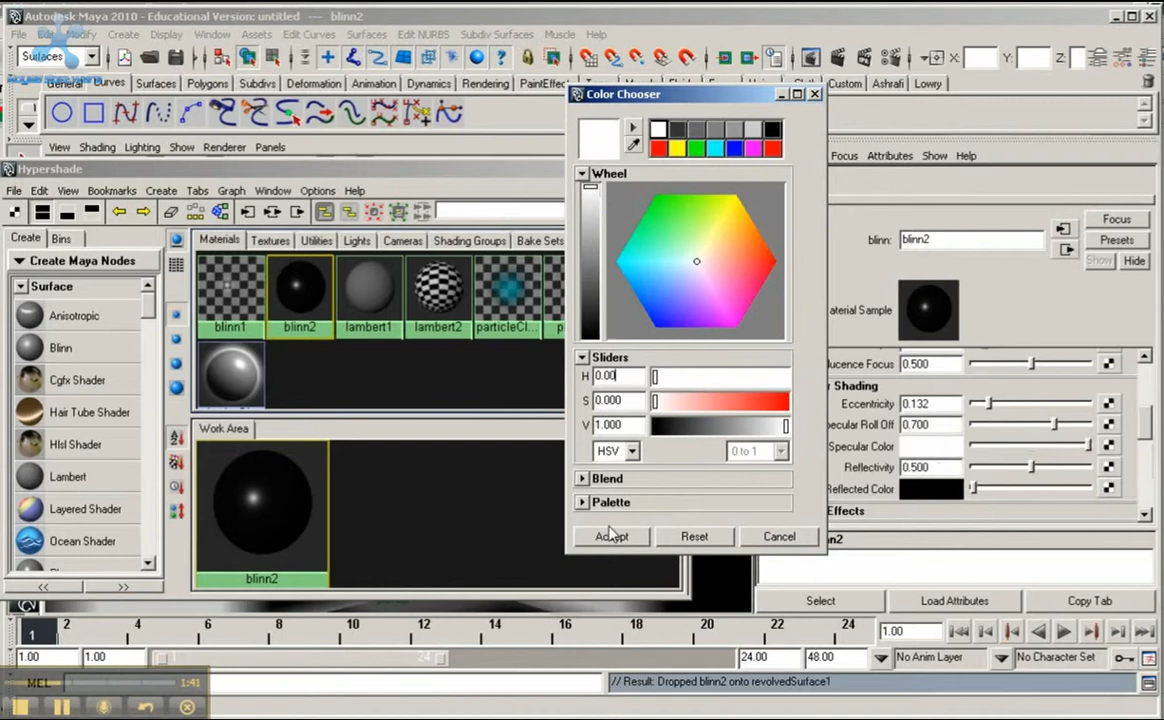 Autodesk Maya 2010 - Educational Version: untitled --- blinn2
File Edit Modify Create Display Window Assets Edit Curves Surfaces Edit NURBS Subdiv Surfaces Muscle Help
Surfaces
X: Y: Z:
General Curves Surfaces Polygons Subdivs Deformation Animation Dynamics Rendering PaintEffects
Custom Ashrafi Lowry
View Shading Lighting Show Renderer Panels
Focus Attributes Show Help
Hypershade
File Edit View Bookmarks Create Tabs Graph Window Options Help
Create Bins
Create Maya Nodes
Surface
Anisotropic
Blinn
Cgfx Shader
Hair Tube Shader
Hlsl Shader
Lambert
Layered Shader
Ocean Shader
<< >>
Materials Textures Utilities Lights Cameras Shading Groups Bake Sets
blinn1 blinn2 lambert1 lambert2 particleCl...
Work Area
blinn2
Color Chooser
Wheel
Sliders
H 0.00
S 0.000
V 1.000
HSV 0 to 1
Blend
Palette
Accept Reset Cancel
blinn: blinn2
Focus
Presets
Show Hide
aterial Sample
ucence Focus 0.500
r Shading
Eccentricity 0.132
pecular Roll Off 0.700
Specular Color
Reflectivity 0.500
Reflected Color
Effects
nn2
Select Load Attributes Copy Tab
1 2 4 6 8 10 12 14 16 18 20 22 24
1.00
1.00 1.00 24 24.00 48.00 No Anim Layer No Character Set
MEL 1:41
// Result: Dropped blinn2 onto revolvedSurface1